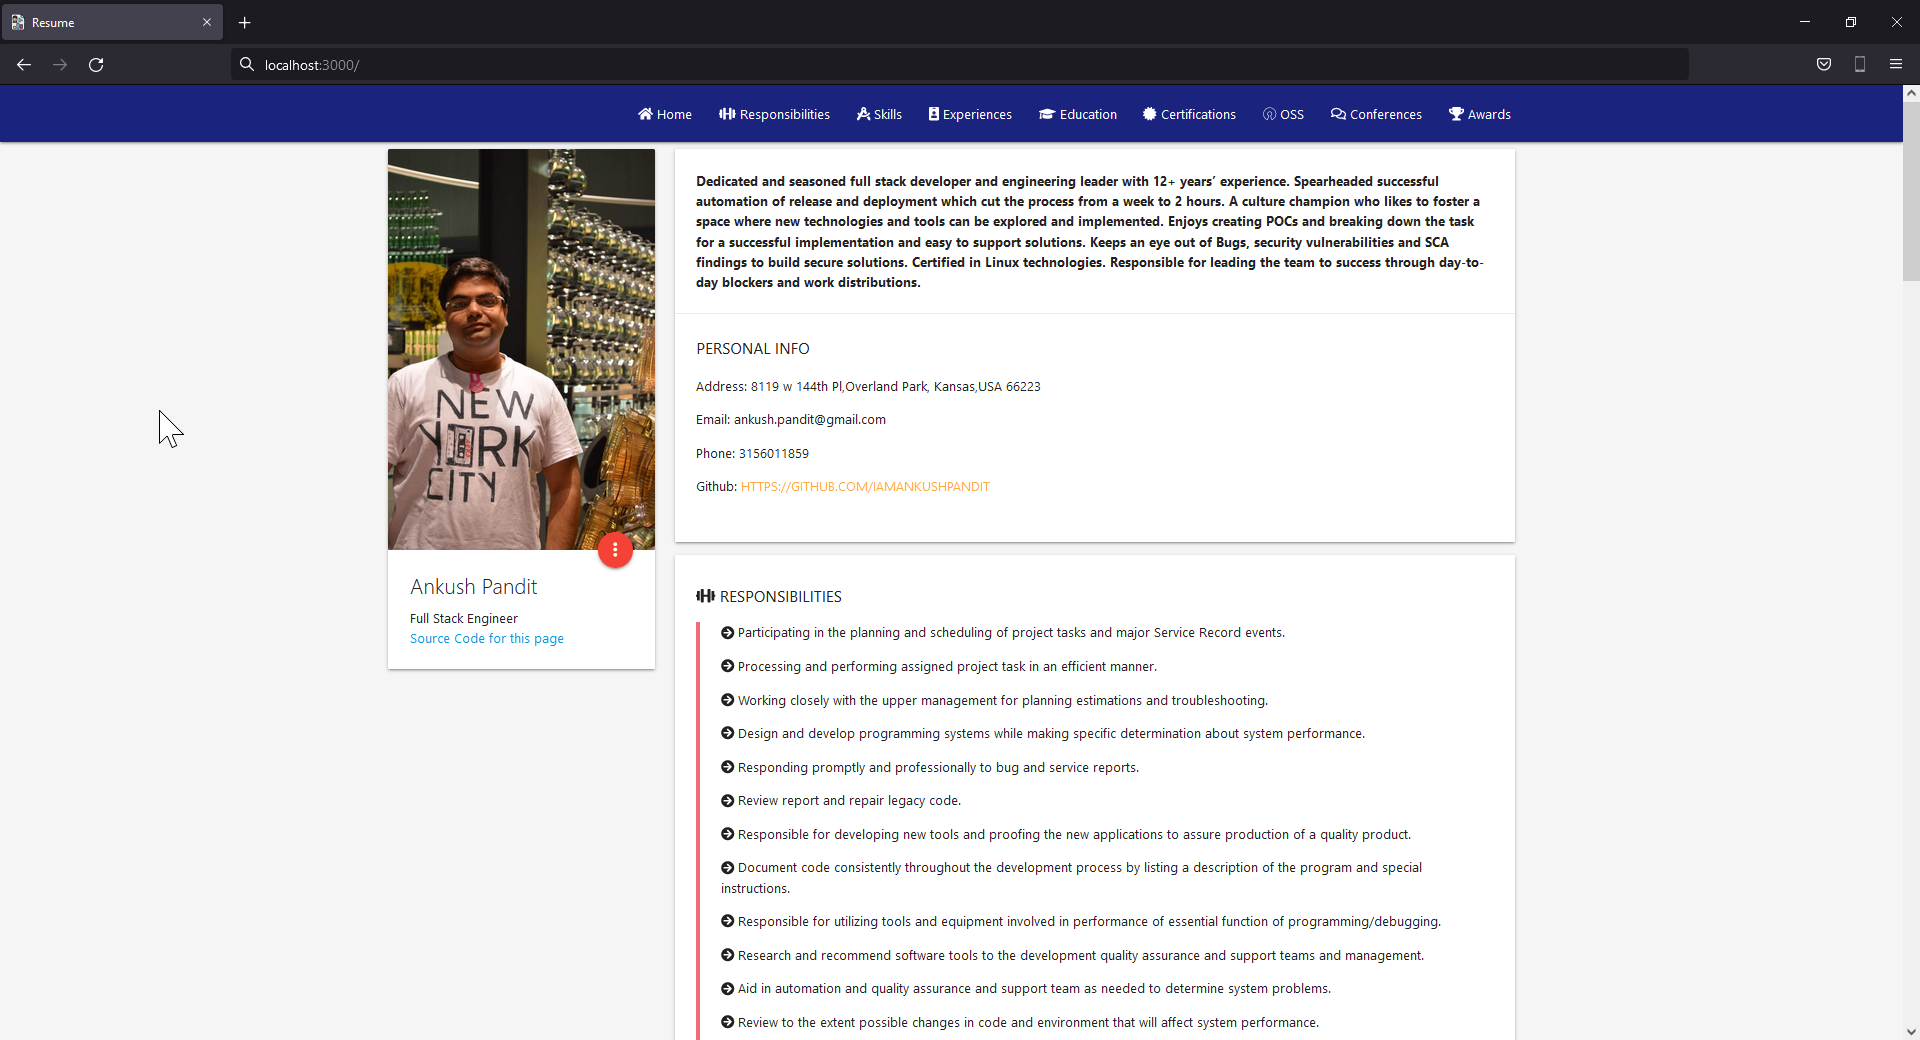 Resume
localhost:3000/
Home Responsibilities Skills Experiences Education Certifications OSS Conferences Awards
NEW
YORK
CITY
Ankush Pandit
Full Stack Engineer
Source Code for this page
Dedicated and seasoned full stack developer and engineering leader with 12+ years’ experience. Spearheaded successful
automation of release and deployment which cut the process from a week to 2 hours. A culture champion who likes to foster a
space where new technologies and tools can be explored and implemented. Enjoys creating POCs and breaking down the task
for a successful implementation and easy to support solutions. Keeps an eye out of Bugs, security vulnerabilities and SCA
findings to build secure solutions. Certified in Linux technologies. Responsible for leading the team to success through day-to-
day blockers and work distributions.
PERSONAL INFO
Address: 8119 w 144th Pl,Overland Park, Kansas,USA 66223
Email: ankush.pandit@gmail.com
Phone: 3156011859
Github: HTTPS://GITHUB.COM/IAMANKUSHPANDIT
RESPONSIBILITIES
Participating in the planning and scheduling of project tasks and major Service Record events.
Processing and performing assigned project task in an efficient manner.
Working closely with the upper management for planning estimations and troubleshooting.
Design and develop programming systems while making specific determination about system performance.
Responding promptly and professionally to bug and service reports.
Review report and repair legacy code.
Responsible for developing new tools and proofing the new applications to assure production of a quality product.
Document code consistently throughout the development process by listing a description of the program and special
instructions.
Responsible for utilizing tools and equipment involved in performance of essential function of programming/debugging.
Research and recommend software tools to the development quality assurance and support teams and management.
Aid in automation and quality assurance and support team as needed to determine system problems.
Review to the extent possible changes in code and environment that will affect system performance.